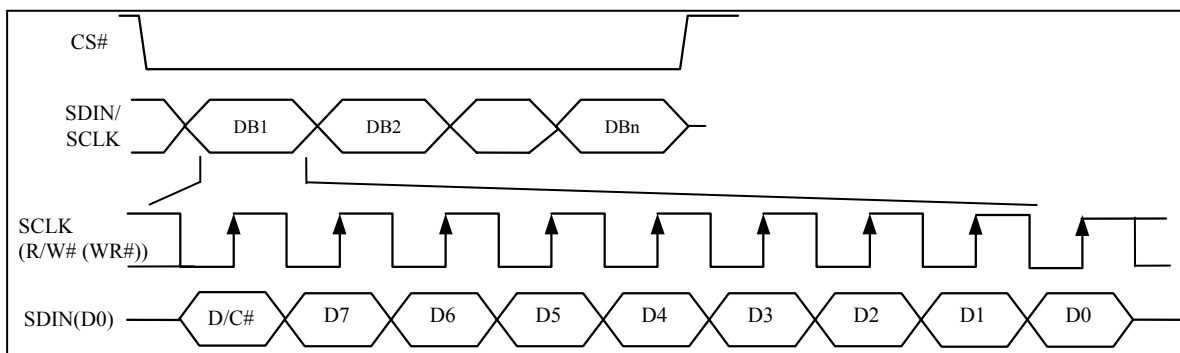 CS#
SDIN/
SCLK
DB1 DB2 DBn
SCLK
(R/W# (WR#))
SDIN(D0) D/C# D7 D6 D5 D4 D3 D2 D1 D0